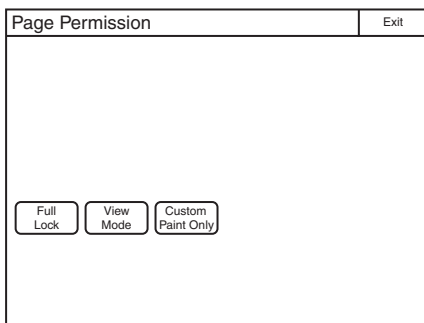 Page Permission
Exit
Full
Lock
View
Mode
Custom
Paint Only